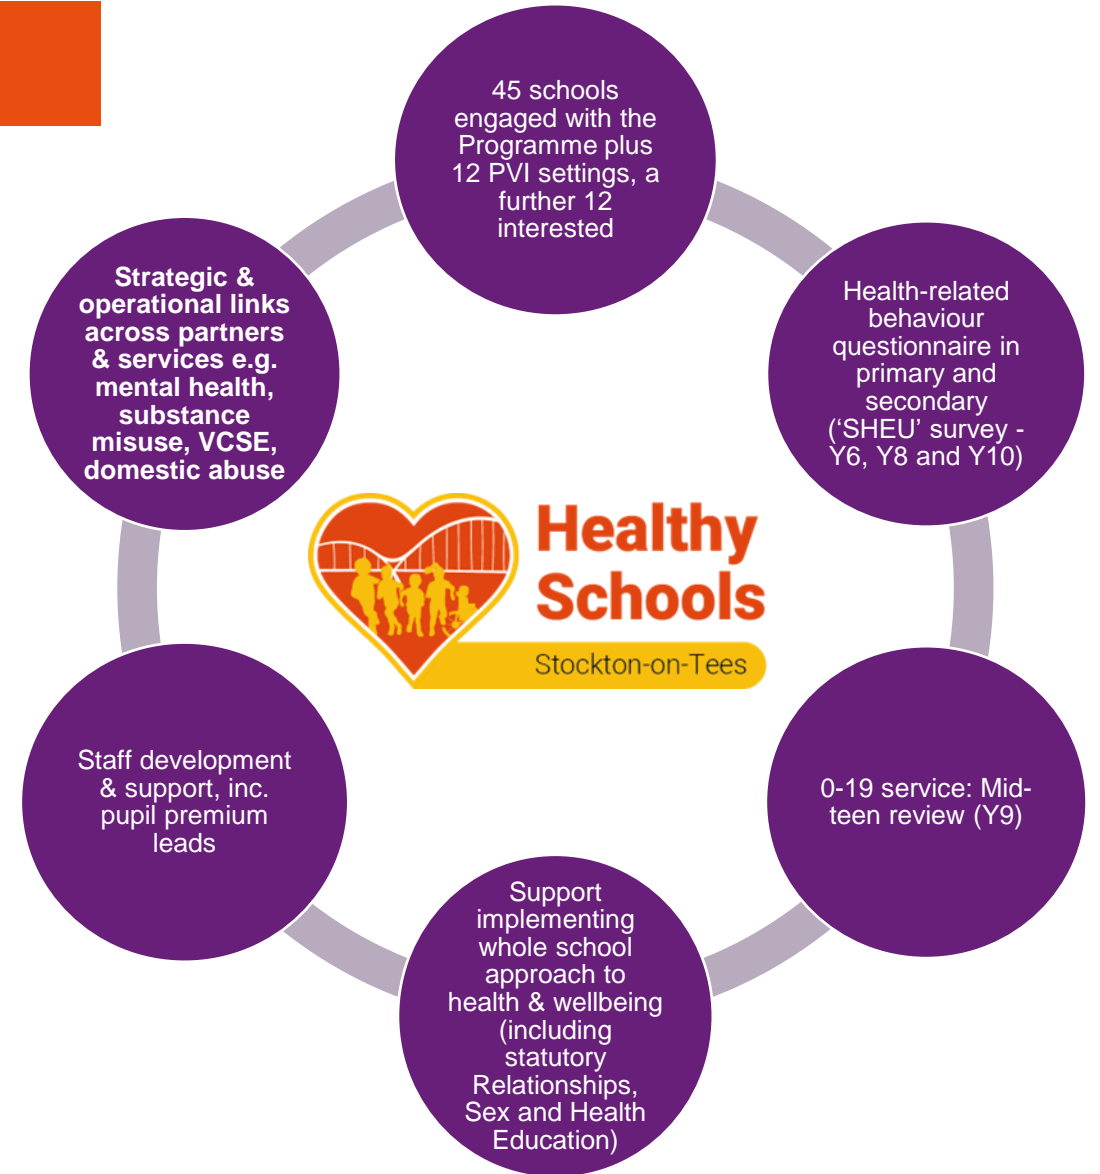 45 schools
engaged with the
Programme plus
12 PVI settings, a
further 12
interested
Health-related
behaviour
questionnaire in
primary and
secondary
(‘SHEU’ survey -
Y6, Y8 and Y10)
0-19 service: Mid-
teen review (Y9)
Support
implementing
whole school
approach to
health & wellbeing
(including
statutory
Relationships,
Sex and Health
Education)
Staff development
& support, inc.
pupil premium
leads
Strategic &
operational links
across partners
& services e.g.
mental health,
substance
misuse, VCSE,
domestic abuse
Healthy
Schools
Stockton-on-Tees